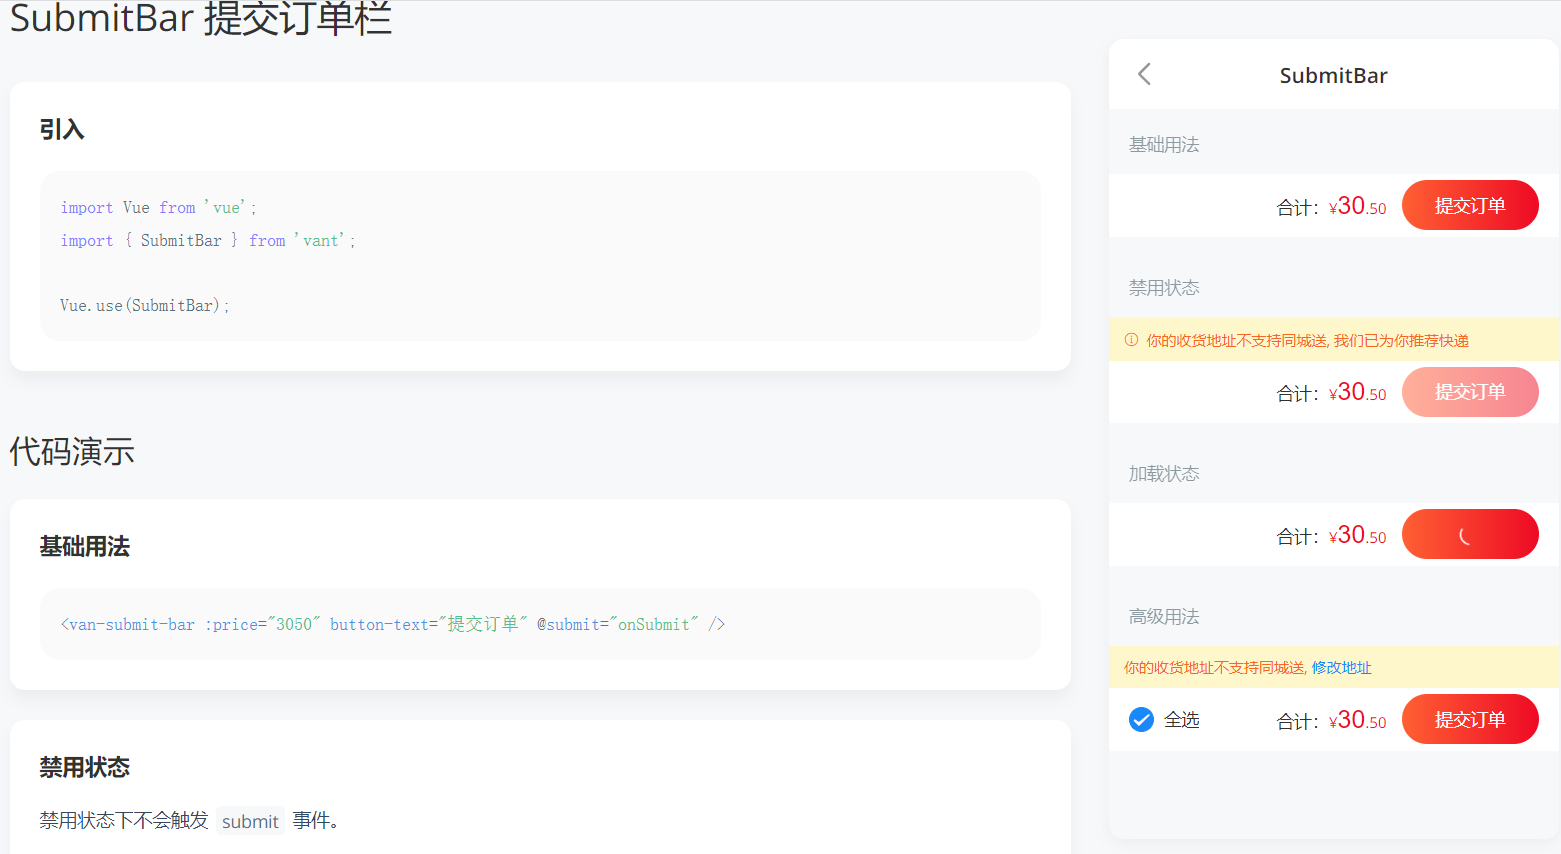 SubmitBar 提交订单栏
引入
import Vue from 'vue';
import { SubmitBar } from 'vant';
Vue.use(SubmitBar);
代码演示
基础用法
<van-submit-bar :price="3050" button-text="提交订单" @submit="onSubmit" />
禁用状态
禁用状态下不会触发 submit 事件。
SubmitBar
基础用法
合计：¥30.50 提交订单
禁用状态
你的收货地址不支持同城送, 我们已为你推荐快递
合计：¥30.50 提交订单
加载状态
合计：¥30.50
高级用法
你的收货地址不支持同城送, 修改地址
全选 合计：¥30.50 提交订单